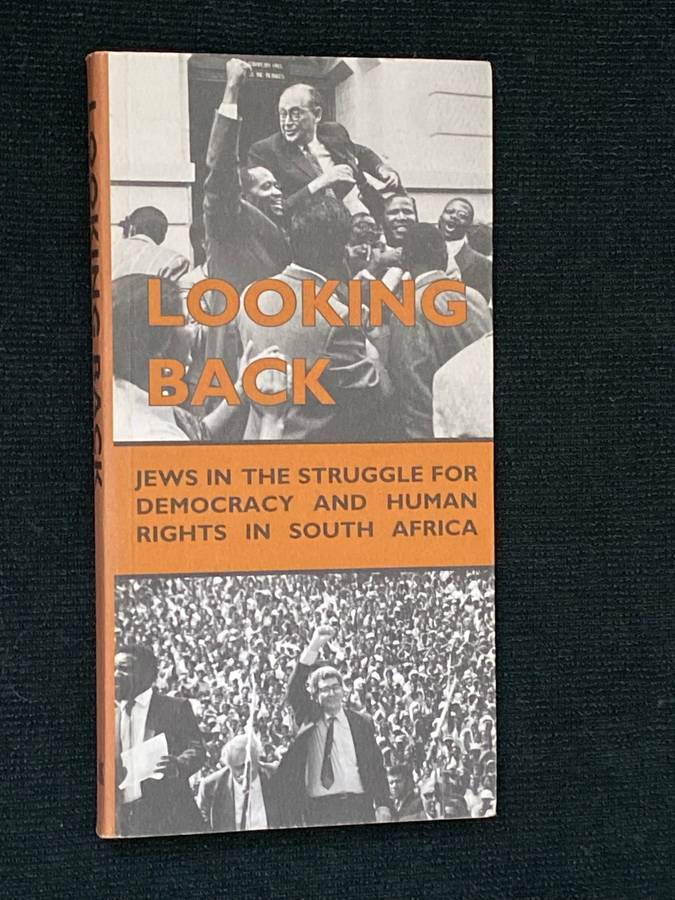 LOOKING
BACK
JEWS IN THE STRUGGLE FOR
DEMOCRACY AND HUMAN
RIGHTS IN SOUTH AFRICA
LOOKING BACK